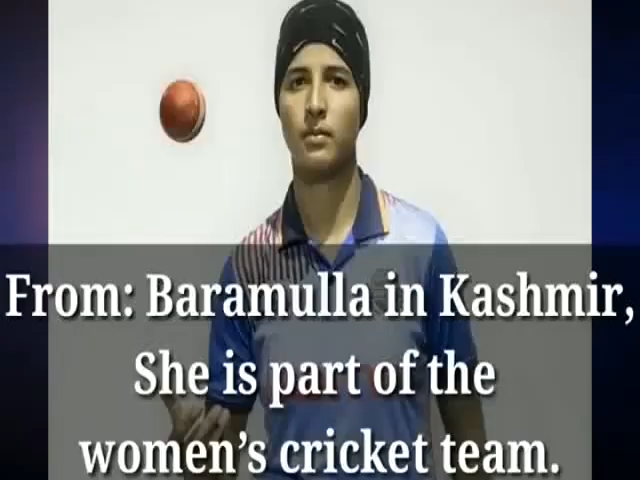 From: Baramulla in Kashmir,
She is part of the
women's cricket team.